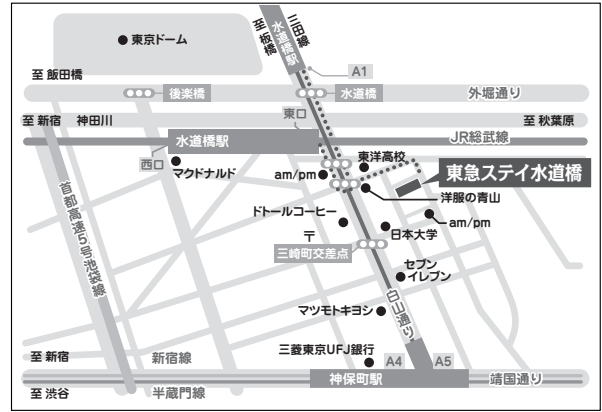 東京ドーム
至板橋
水道橋駅
三田線
至 飯田橋
後楽橋
A1
水道橋
外堀通り
至 新宿
神田川
東口
至 秋葉原
水道橋駅
JR総武線
西口
マクドナルド
am/pm
東洋高校
東急ステイ水道橋
洋服の青山
ドトールコーヒー
am/pm
〒
日本大学
三崎町交差点
首都高速5号池袋線
セブン
イレブン
白山通り
マツモトキヨシ
三菱東京UFJ銀行
A4
A5
至 新宿
新宿線
神保町駅
靖国通り
至 渋谷
半蔵門線